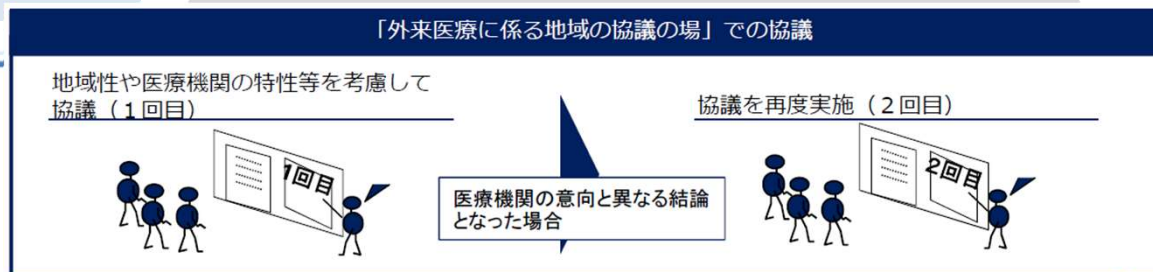 「外来医療に係る地域の協議の場」での協議
地域性や医療機関の特性等を考慮して
協議（１回目）
協議を再度実施（２回目）
1回目
2回目
医療機関の意向と異なる結論
となった場合